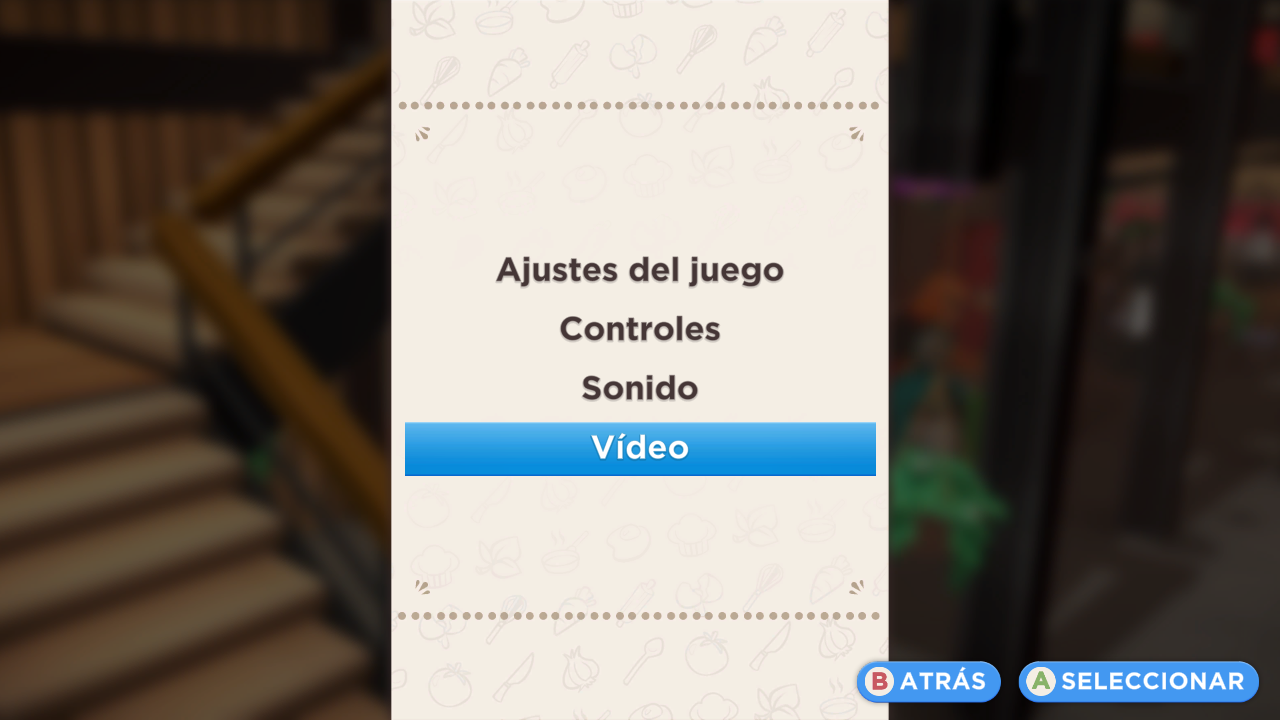 Ajustes del juego
Controles
Sonido
Vídeo
B ATRÁS A SELECCIONAR